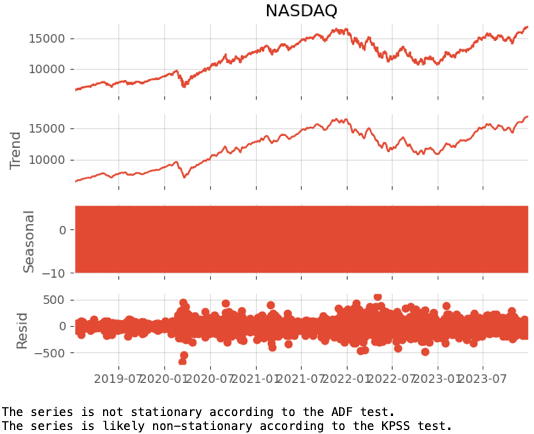 NASDAQ
15000
10000
Trend
15000
10000
Seasonal
0
−10
Resid
500
0
−500
2019-07 2020-01 2020-07 2021-01 2021-07 2022-01 2022-07 2023-01 2023-07
The series is not stationary according to the ADF test.
The series is likely non-stationary according to the KPSS test.